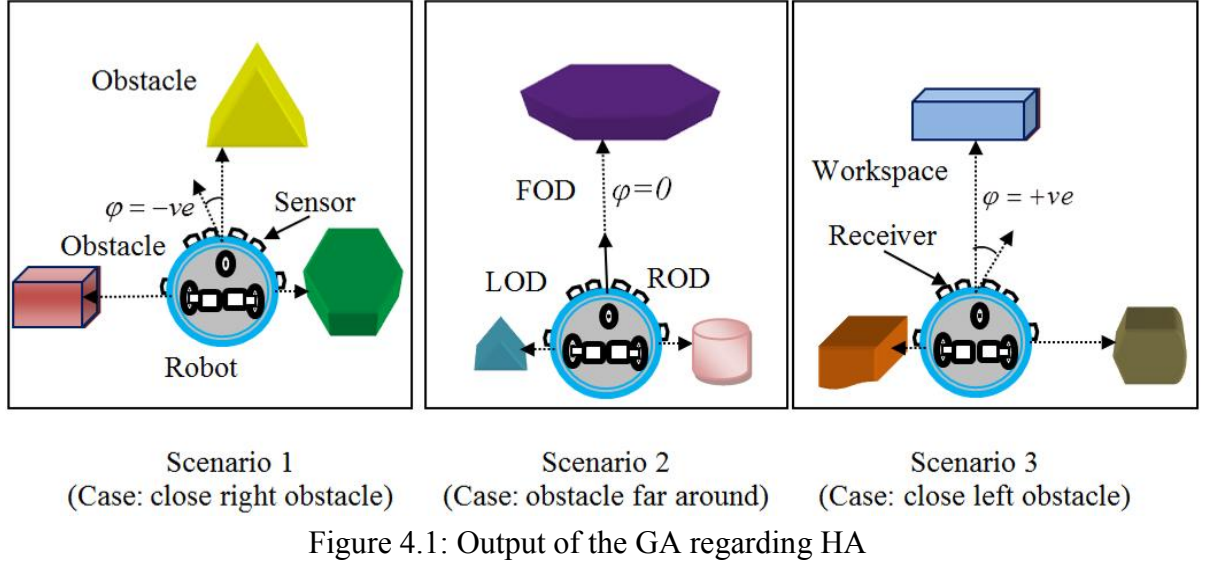 Obstacle
φ = −ve
Sensor
Obstacle
Robot
FOD
φ=0
LOD
ROD
Workspace
φ = +ve
Receiver
Scenario 1
(Case: close right obstacle)
Scenario 2
(Case: obstacle far around)
Scenario 3
(Case: close left obstacle)
Figure 4.1: Output of the GA regarding HA